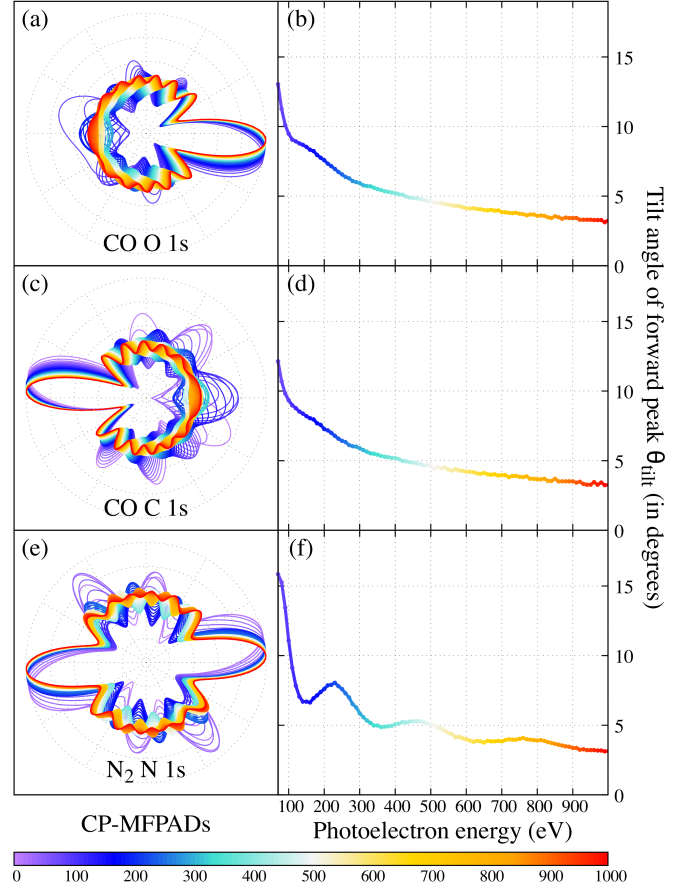 (a)
CO O 1s
(b)
15
10
5
0
(c)
CO C 1s
(d)
15
10
5
0
(e)
N₂ N 1s
(f)
15
10
5
0
Tilt angle of forward peak θtilt (in degrees)
100 200 300 400 500 600 700 800 900
CP-MFPADs
Photoelectron energy (eV)
0 100 200 300 400 500 600 700 800 900 1000